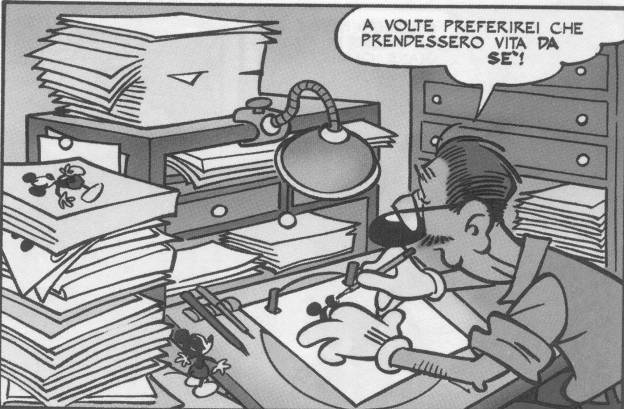 A VOLTE PREFERIREI CHE
PRENDESSERO VITA DA
SE'!